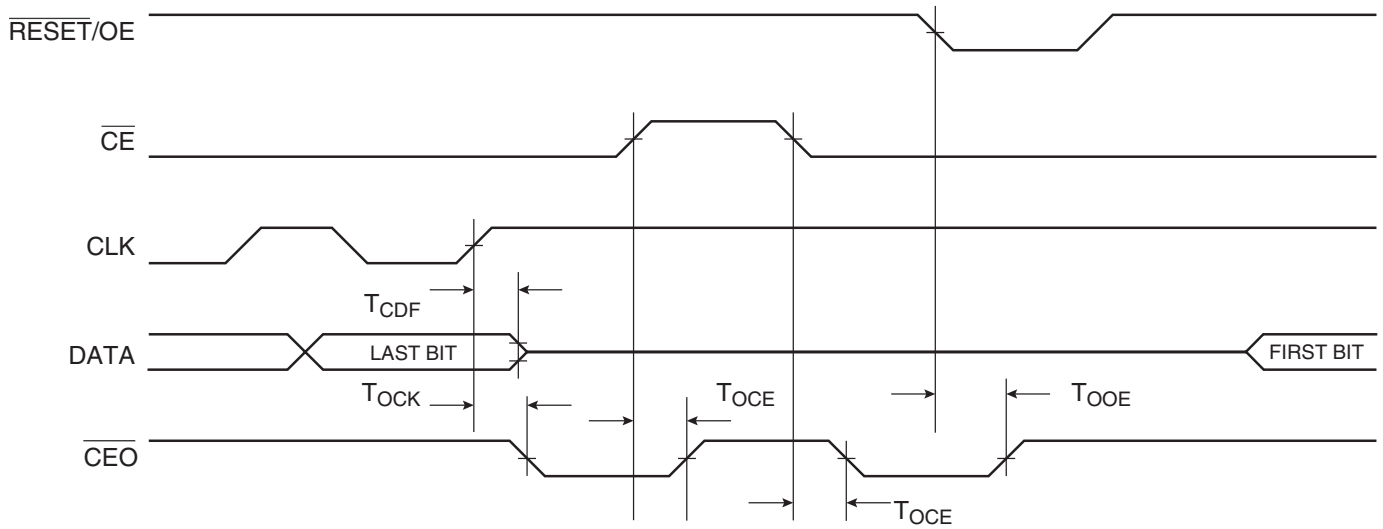 RESET/OE
CE
CLK
TCDF
DATA
LAST BIT
FIRST BIT
TOCK
TOCE
TOOE
CEO
TOCE